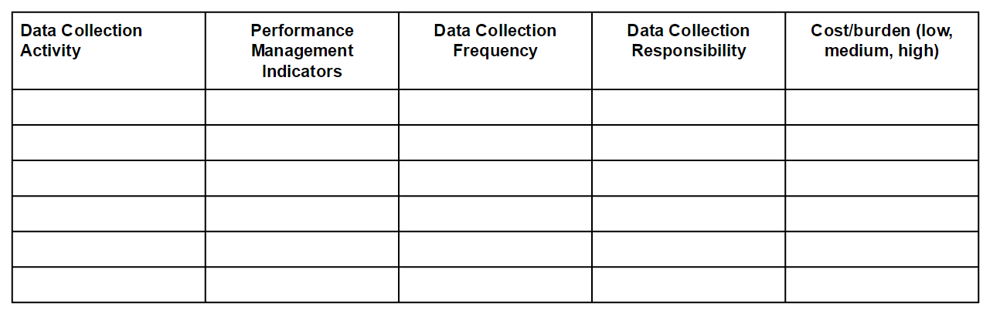 Data Collection
Activity
Performance
Management
Indicators
Data Collection
Frequency
Data Collection
Responsibility
Cost/burden (low,
medium, high)